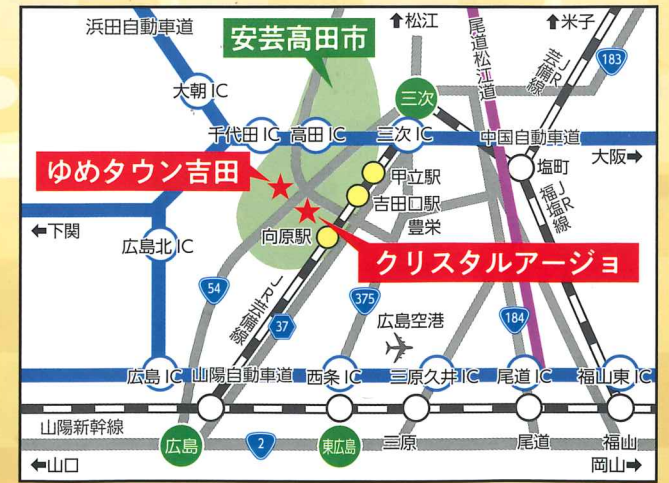 浜田自動車道
安芸高田市
↑松江
尾道松江道
↑米子
JR芸備線
183
大朝IC
三次
千代田IC
高田IC
三次IC
中国自動車道
大阪→
ゆめタウン吉田
甲立駅
塩町
吉田口駅
JR福塩線
←下関
広島北IC
向原駅
豊栄
クリスタルアージョ
54
JR芸備線
37
375
広島空港
184
広島IC
山陽自動車道
西条IC
三原久井IC
尾道IC
福山東IC
山陽新幹線
広島
2
東広島
三原
尾道
福山
←山口
岡山→